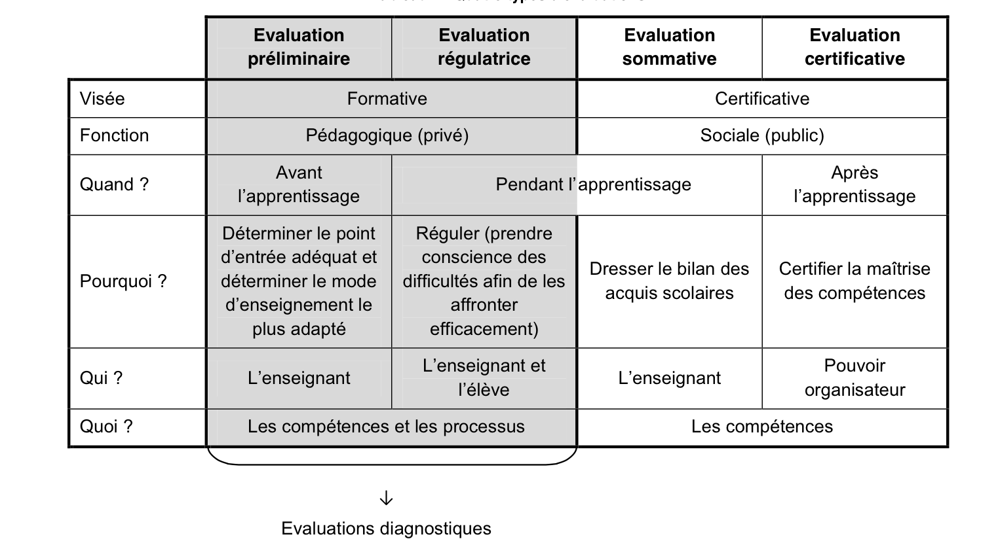 Evaluation préliminaire
Evaluation régulatrice
Evaluation sommative
Evaluation certificative
Visée
Formative
Certificative
Fonction
Pédagogique (privé)
Sociale (public)
Quand ?
Avant
l’apprentissage
Pendant l’apprentissage
Après
l’apprentissage
Pourquoi ?
Déterminer le point
d’entrée adéquat et
déterminer le mode
d’enseignement le
plus adapté
Réguler (prendre
conscience des
difficultés afin de les
affronter
efficacement)
Dresser le bilan des
acquis scolaires
Certifier la maîtrise
des compétences
Qui ?
L’enseignant
L’enseignant et
l’élève
L’enseignant
Pouvoir
organisateur
Quoi ?
Les compétences et les processus
Les compétences
↓
Evaluations diagnostiques